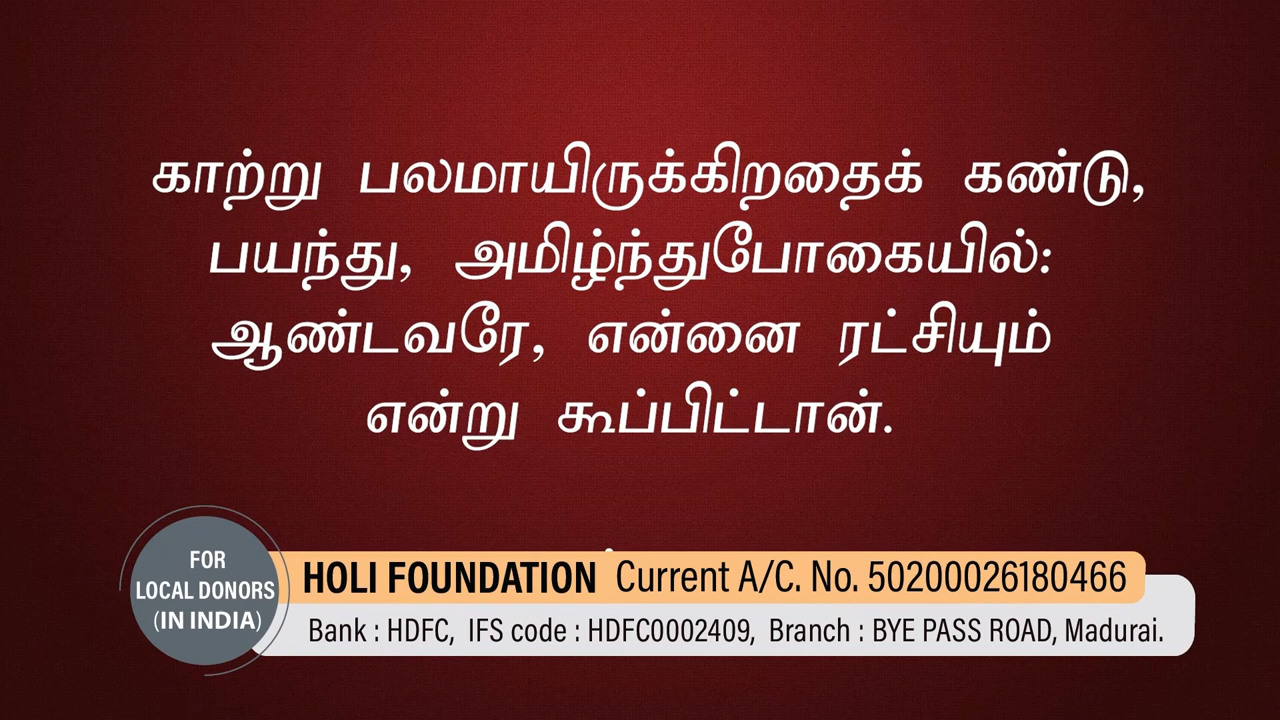 காற்று பலமாயிருக்கிறதைக் கண்டு,
பயந்து, அமிழ்ந்துபோகையில்:
ஆண்டவரே, என்னை ரட்சியும்
என்று கூப்பிட்டான்.
FOR
LOCAL DONORS
(IN INDIA)
HOLI FOUNDATION Current A/C. No. 50200026180466
Bank : HDFC, IFS code : HDFC0002409, Branch : BYE PASS ROAD, Madurai.